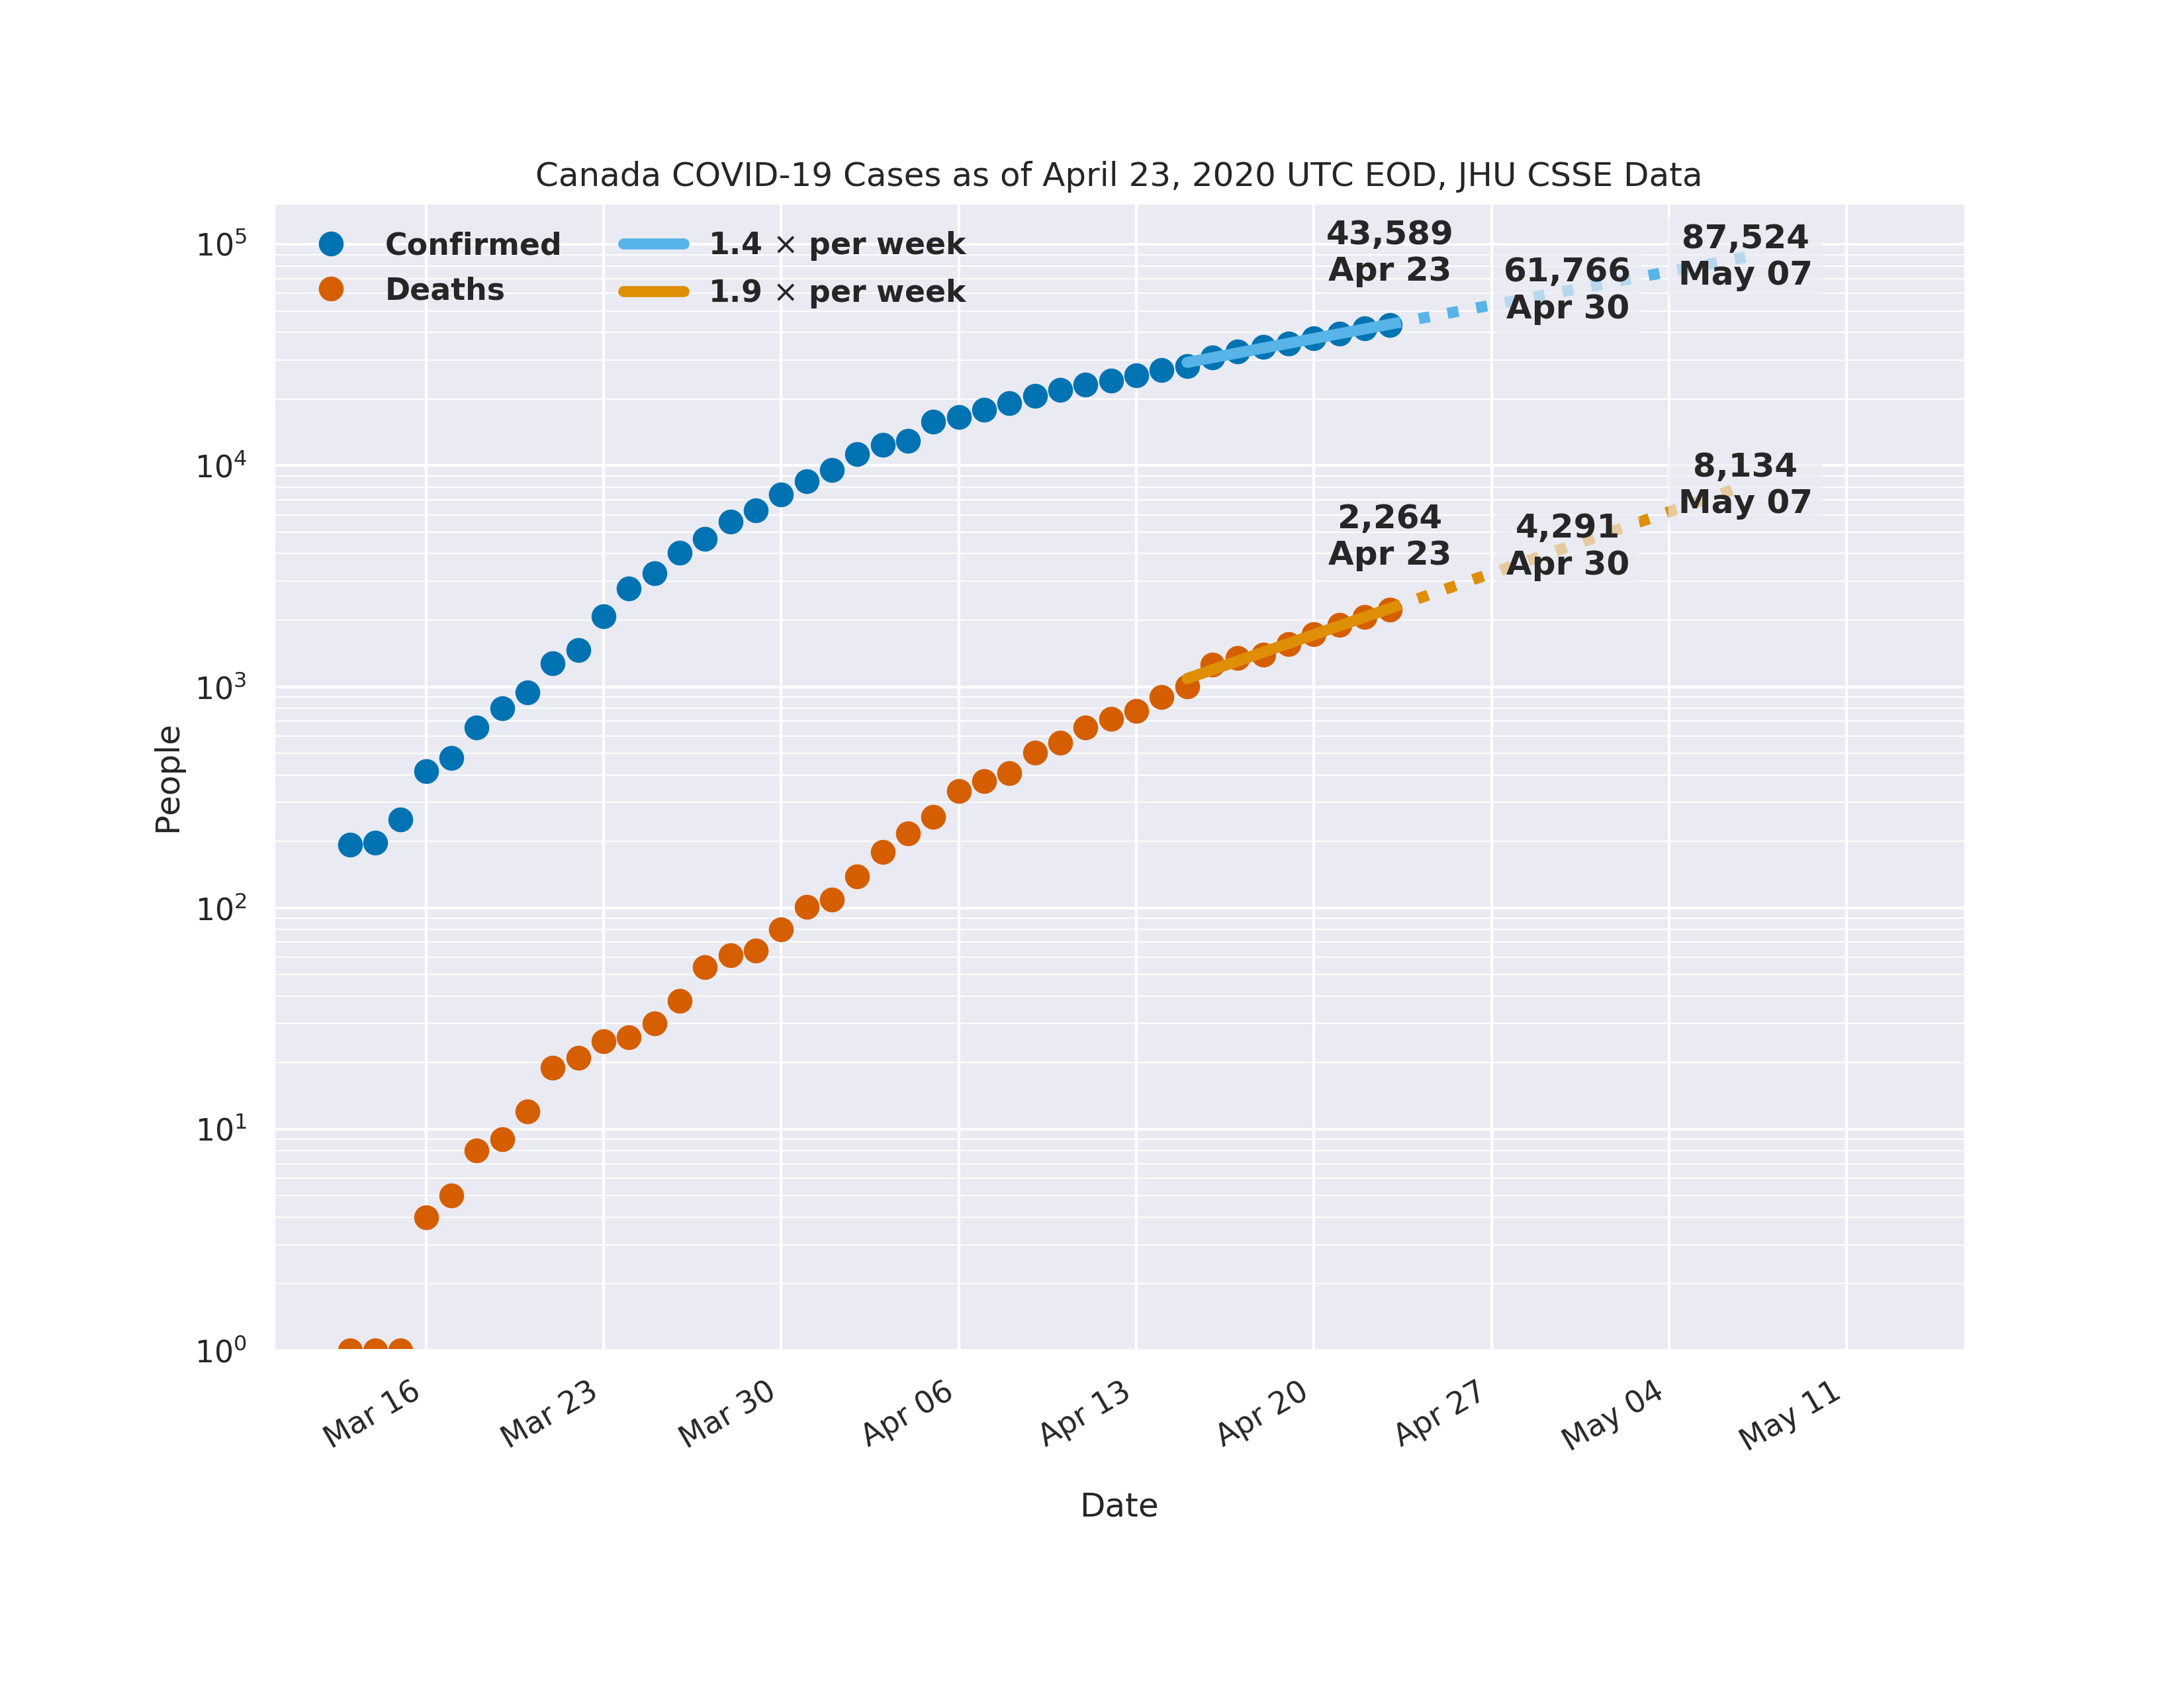 Canada COVID-19 Cases as of April 23, 2020 UTC EOD, JHU CSSE Data
Confirmed
Deaths
1.4 × per week
1.9 × per week
43,589
Apr 23
61,766
Apr 30
87,524
May 07
2,264
Apr 23
4,291
Apr 30
8,134
May 07
People
10⁵
10⁴
10³
10²
10¹
10⁰
Mar 16
Mar 23
Mar 30
Apr 06
Apr 13
Apr 20
Apr 27
May 04
May 11
Date